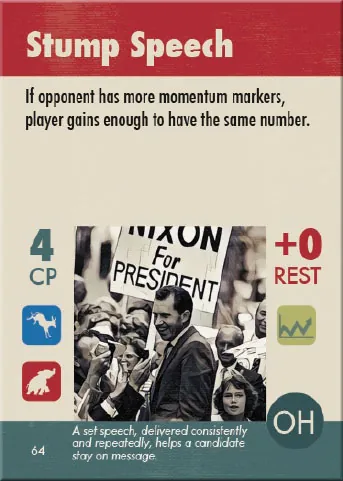 Stump Speech
If opponent has more momentum markers,
player gains enough to have the same number.
4
CP
+0
REST
NIXON
For
PRESIDENT
OH
A set speech, delivered consistently
and repeatedly, helps a candidate
stay on message.
64